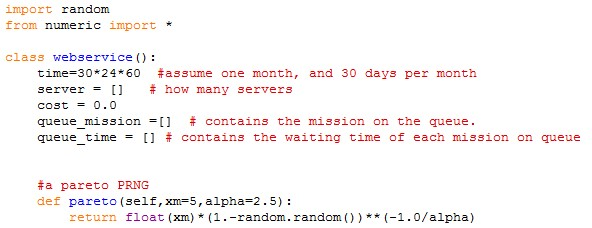 import random
from numeric import *
class webservice():
time=30*24*60 #assume one month, and 30 days per month
server = [] # how many servers
cost = 0.0
queue_mission =[] # contains the mission on the queue.
queue_time = [] # contains the waiting time of each mission on queue
#a pareto PRNG
def pareto(self,xm=5,alpha=2.5):
return float(xm)*(1.-random.random())**(-1.0/alpha)